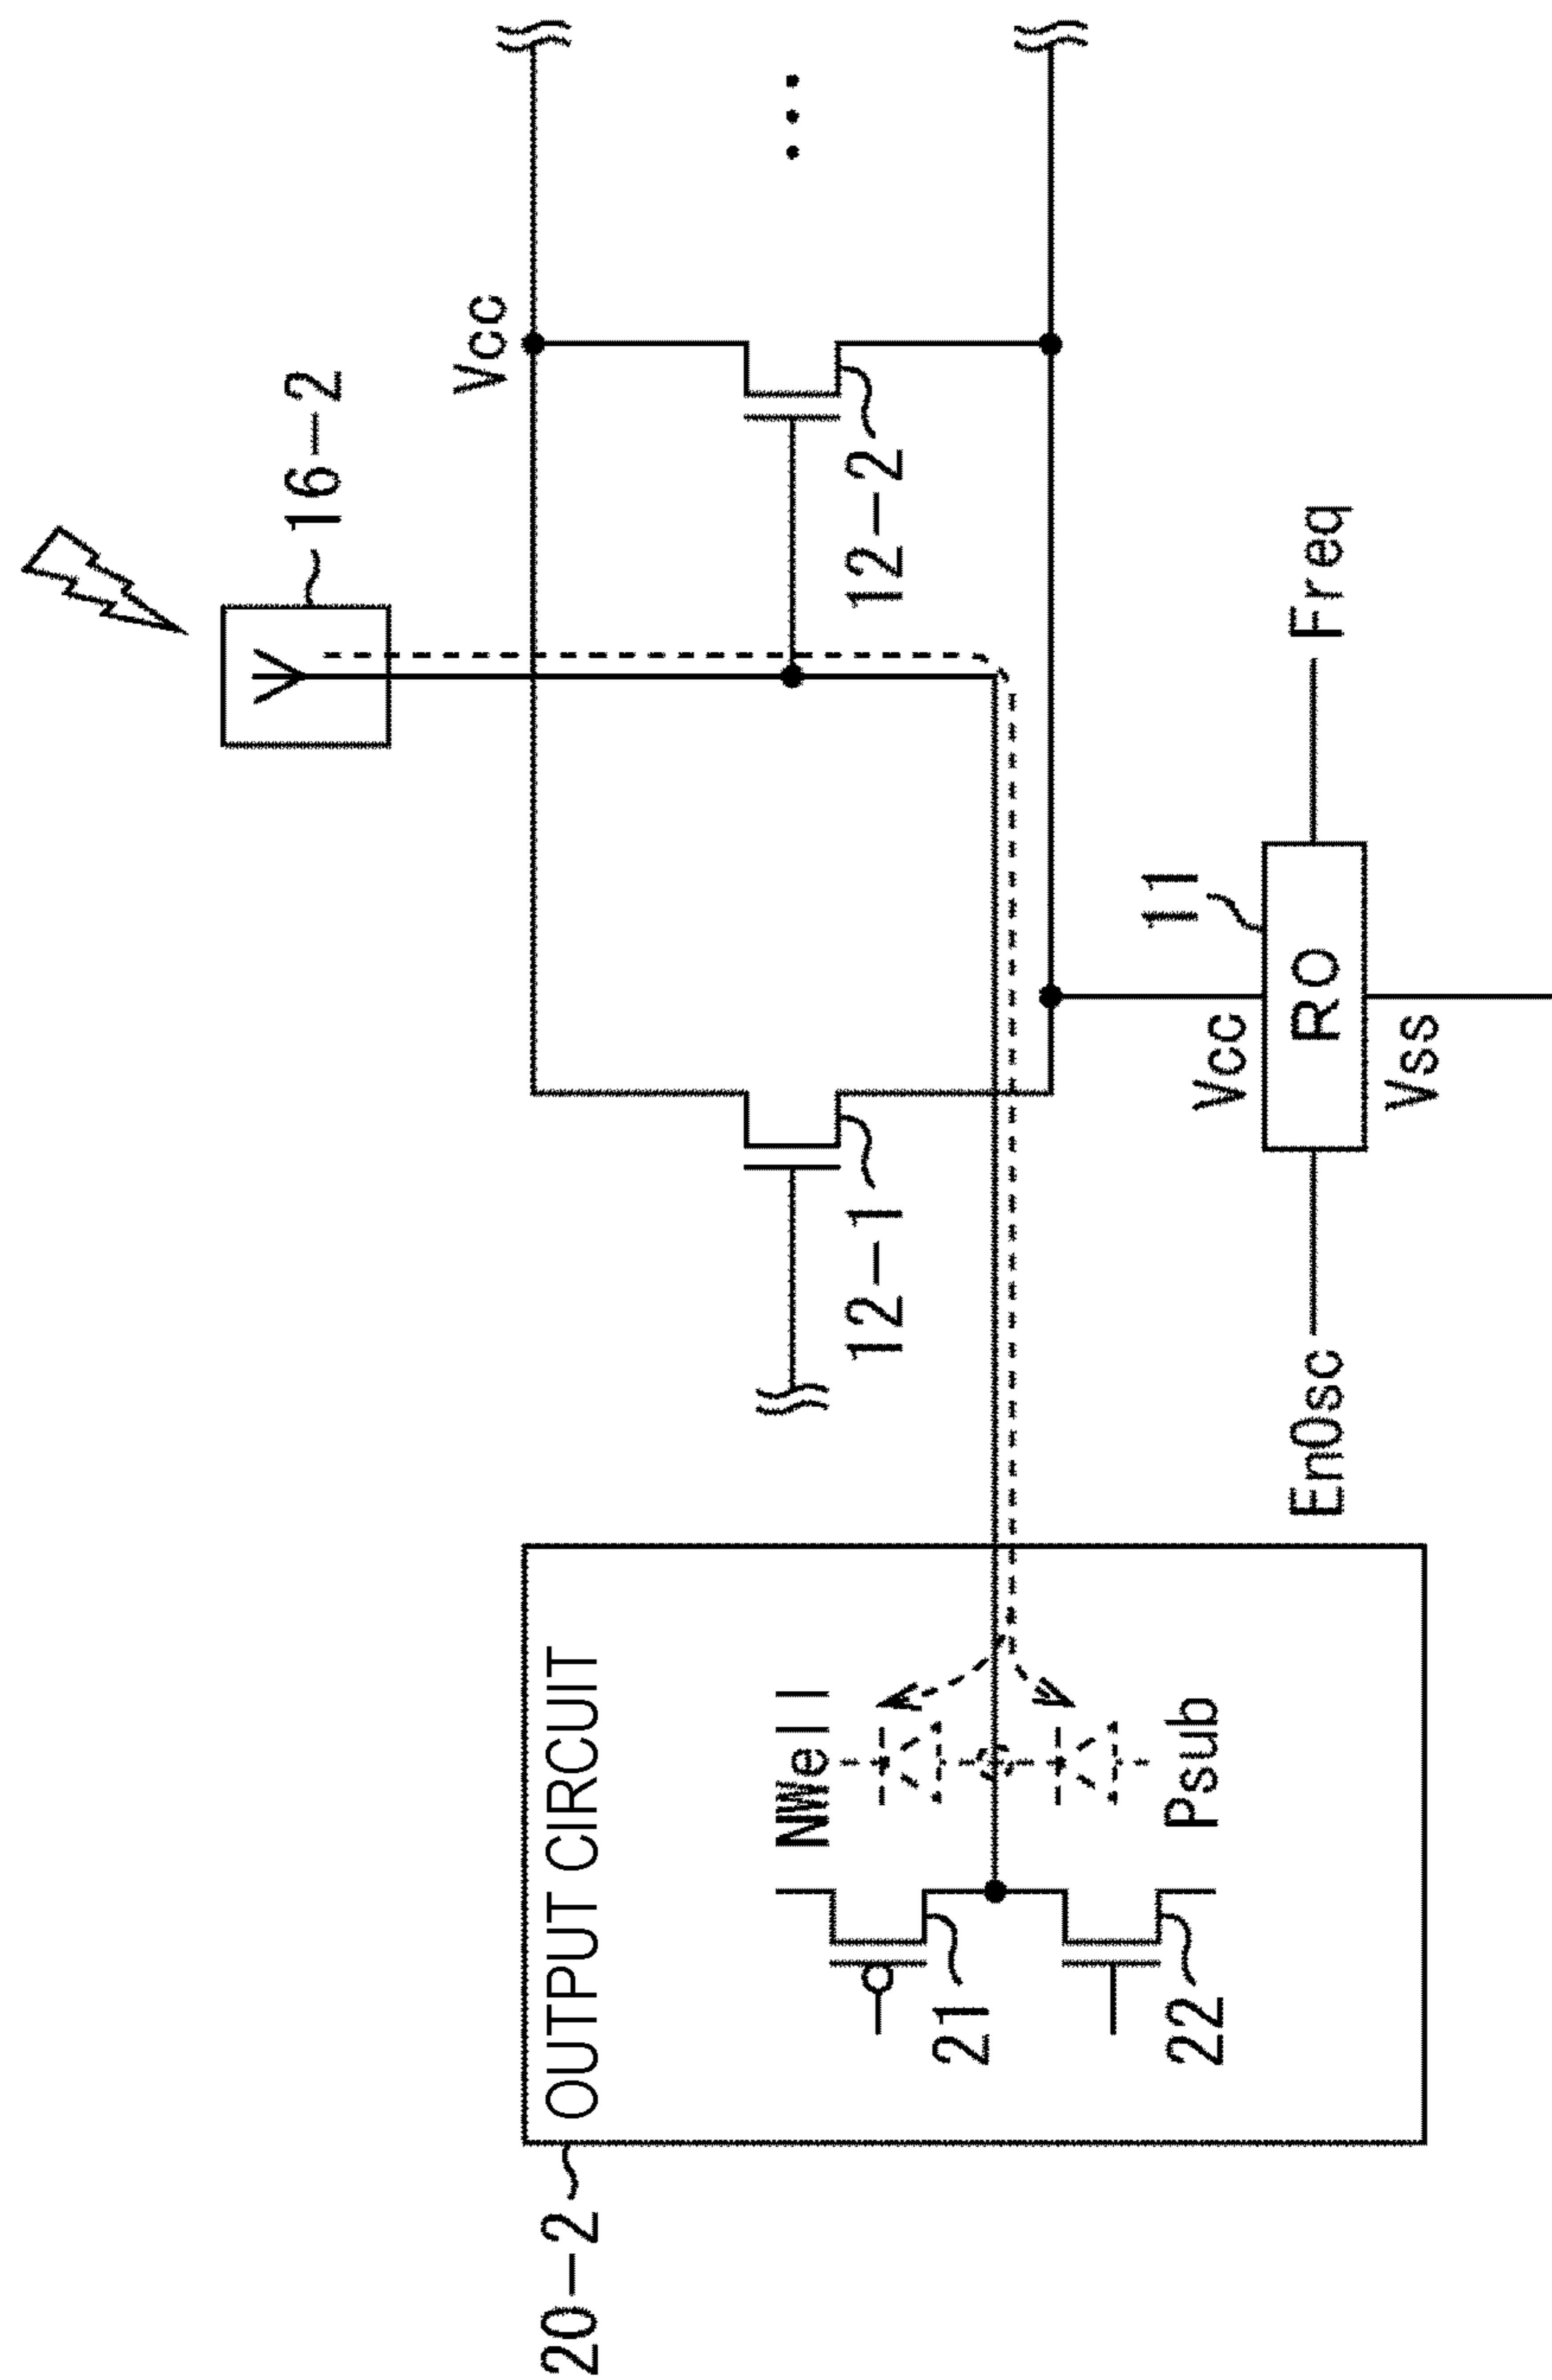 16-2
Vcc
12-2
12-1
11
Vcc
RO
Vss
EnOsc
Freq
20-2
OUTPUT CIRCUIT
NWell
Psub
21
22